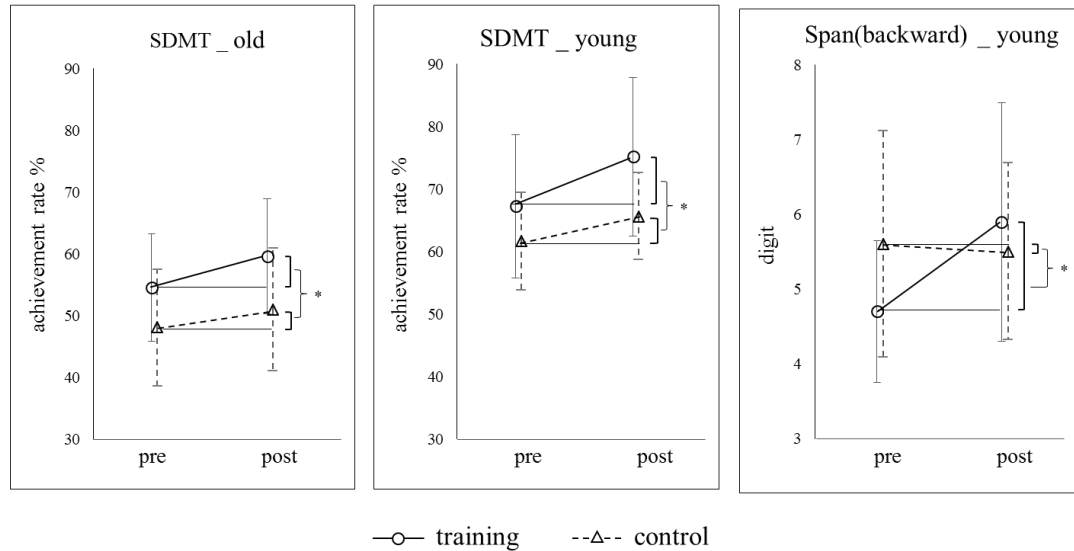 SDMT _ old
90
80
70
60
50
40
30
achievement rate %
pre post
*
SDMT _ young
90
80
70
60
50
40
30
achievement rate %
pre post
*
Span(backward) _ young
8
7
6
5
4
3
digit
pre post
*
training control